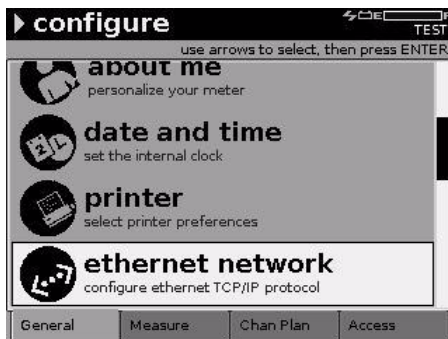 configure
E F
TEST
use arrows to select, then press ENTER
about me
personalize your meter
date and time
set the internal clock
printer
select printer preferences
ethernet network
configure ethernet TCP/IP protocol
General Measure Chan Plan Access